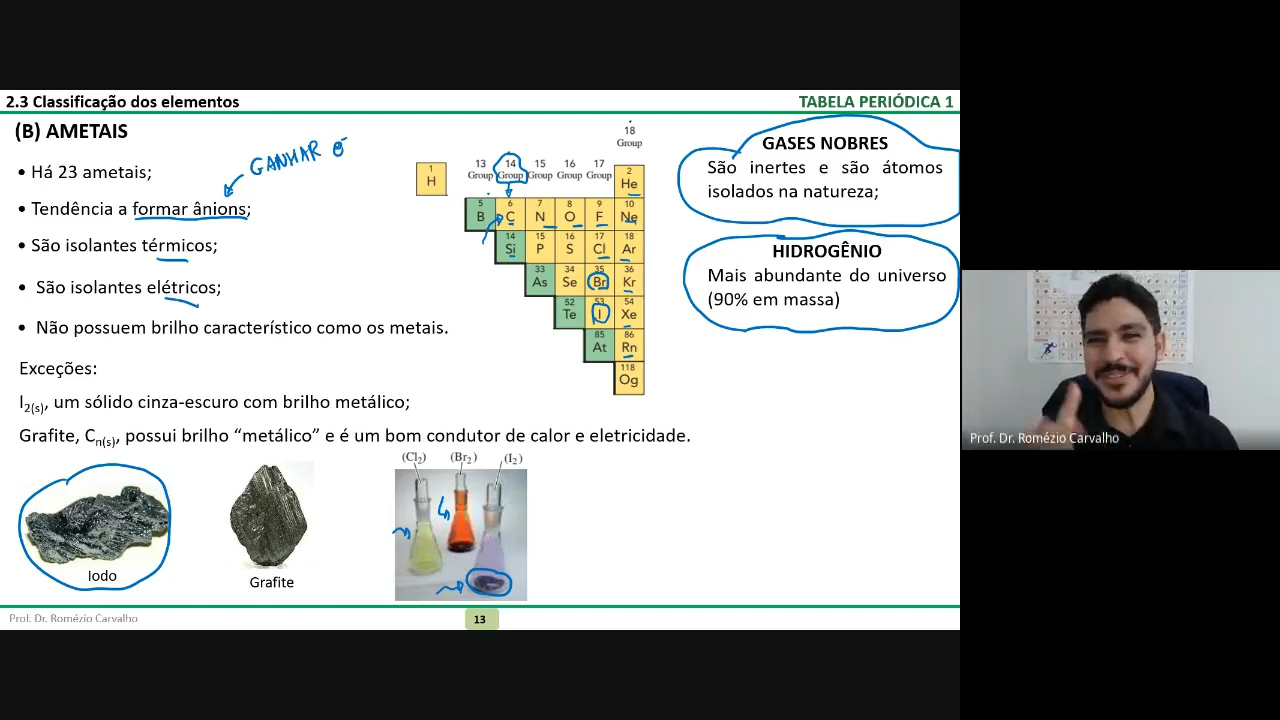 2.3 Classificação dos elementos
TABELA PERIÓDICA 1
(B) AMETAIS
GANHAR ē
• Há 23 ametais;
• Tendência a formar ânions;
• São isolantes térmicos;
• São isolantes elétricos;
• Não possuem brilho característico como os metais.
Exceções:
I2(s), um sólido cinza-escuro com brilho metálico;
Grafite, Cn(s), possui brilho “metálico” e é um bom condutor de calor e eletricidade.
18
Group
13 14 15 16 17
Group Group Group Group Group
1
H
2
He
5 6 7 8 9 10
B C N O F Ne
14 15 16 17 18
Si P S Cl Ar
33 34 35 36
As Se Br Kr
52 53 54
Te I Xe
85 86
At Rn
118
Og
GASES NOBRES
São inertes e são átomos
isolados na natureza;
HIDROGÊNIO
Mais abundante do universo
(90% em massa)
(Cl2) (Br2) (I2)
Iodo
Grafite
Prof. Dr. Romézio Carvalho
13
Prof. Dr. Romézio Carvalho